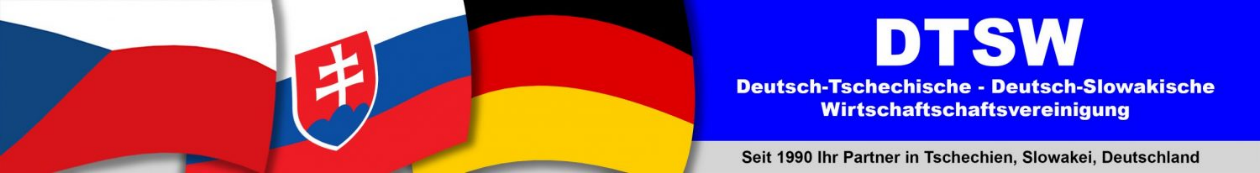 DTSW
Deutsch-Tschechische - Deutsch-Slowakische
Wirtschaftschaftsvereinigung
Seit 1990 Ihr Partner in Tschechien, Slowakei, Deutschland